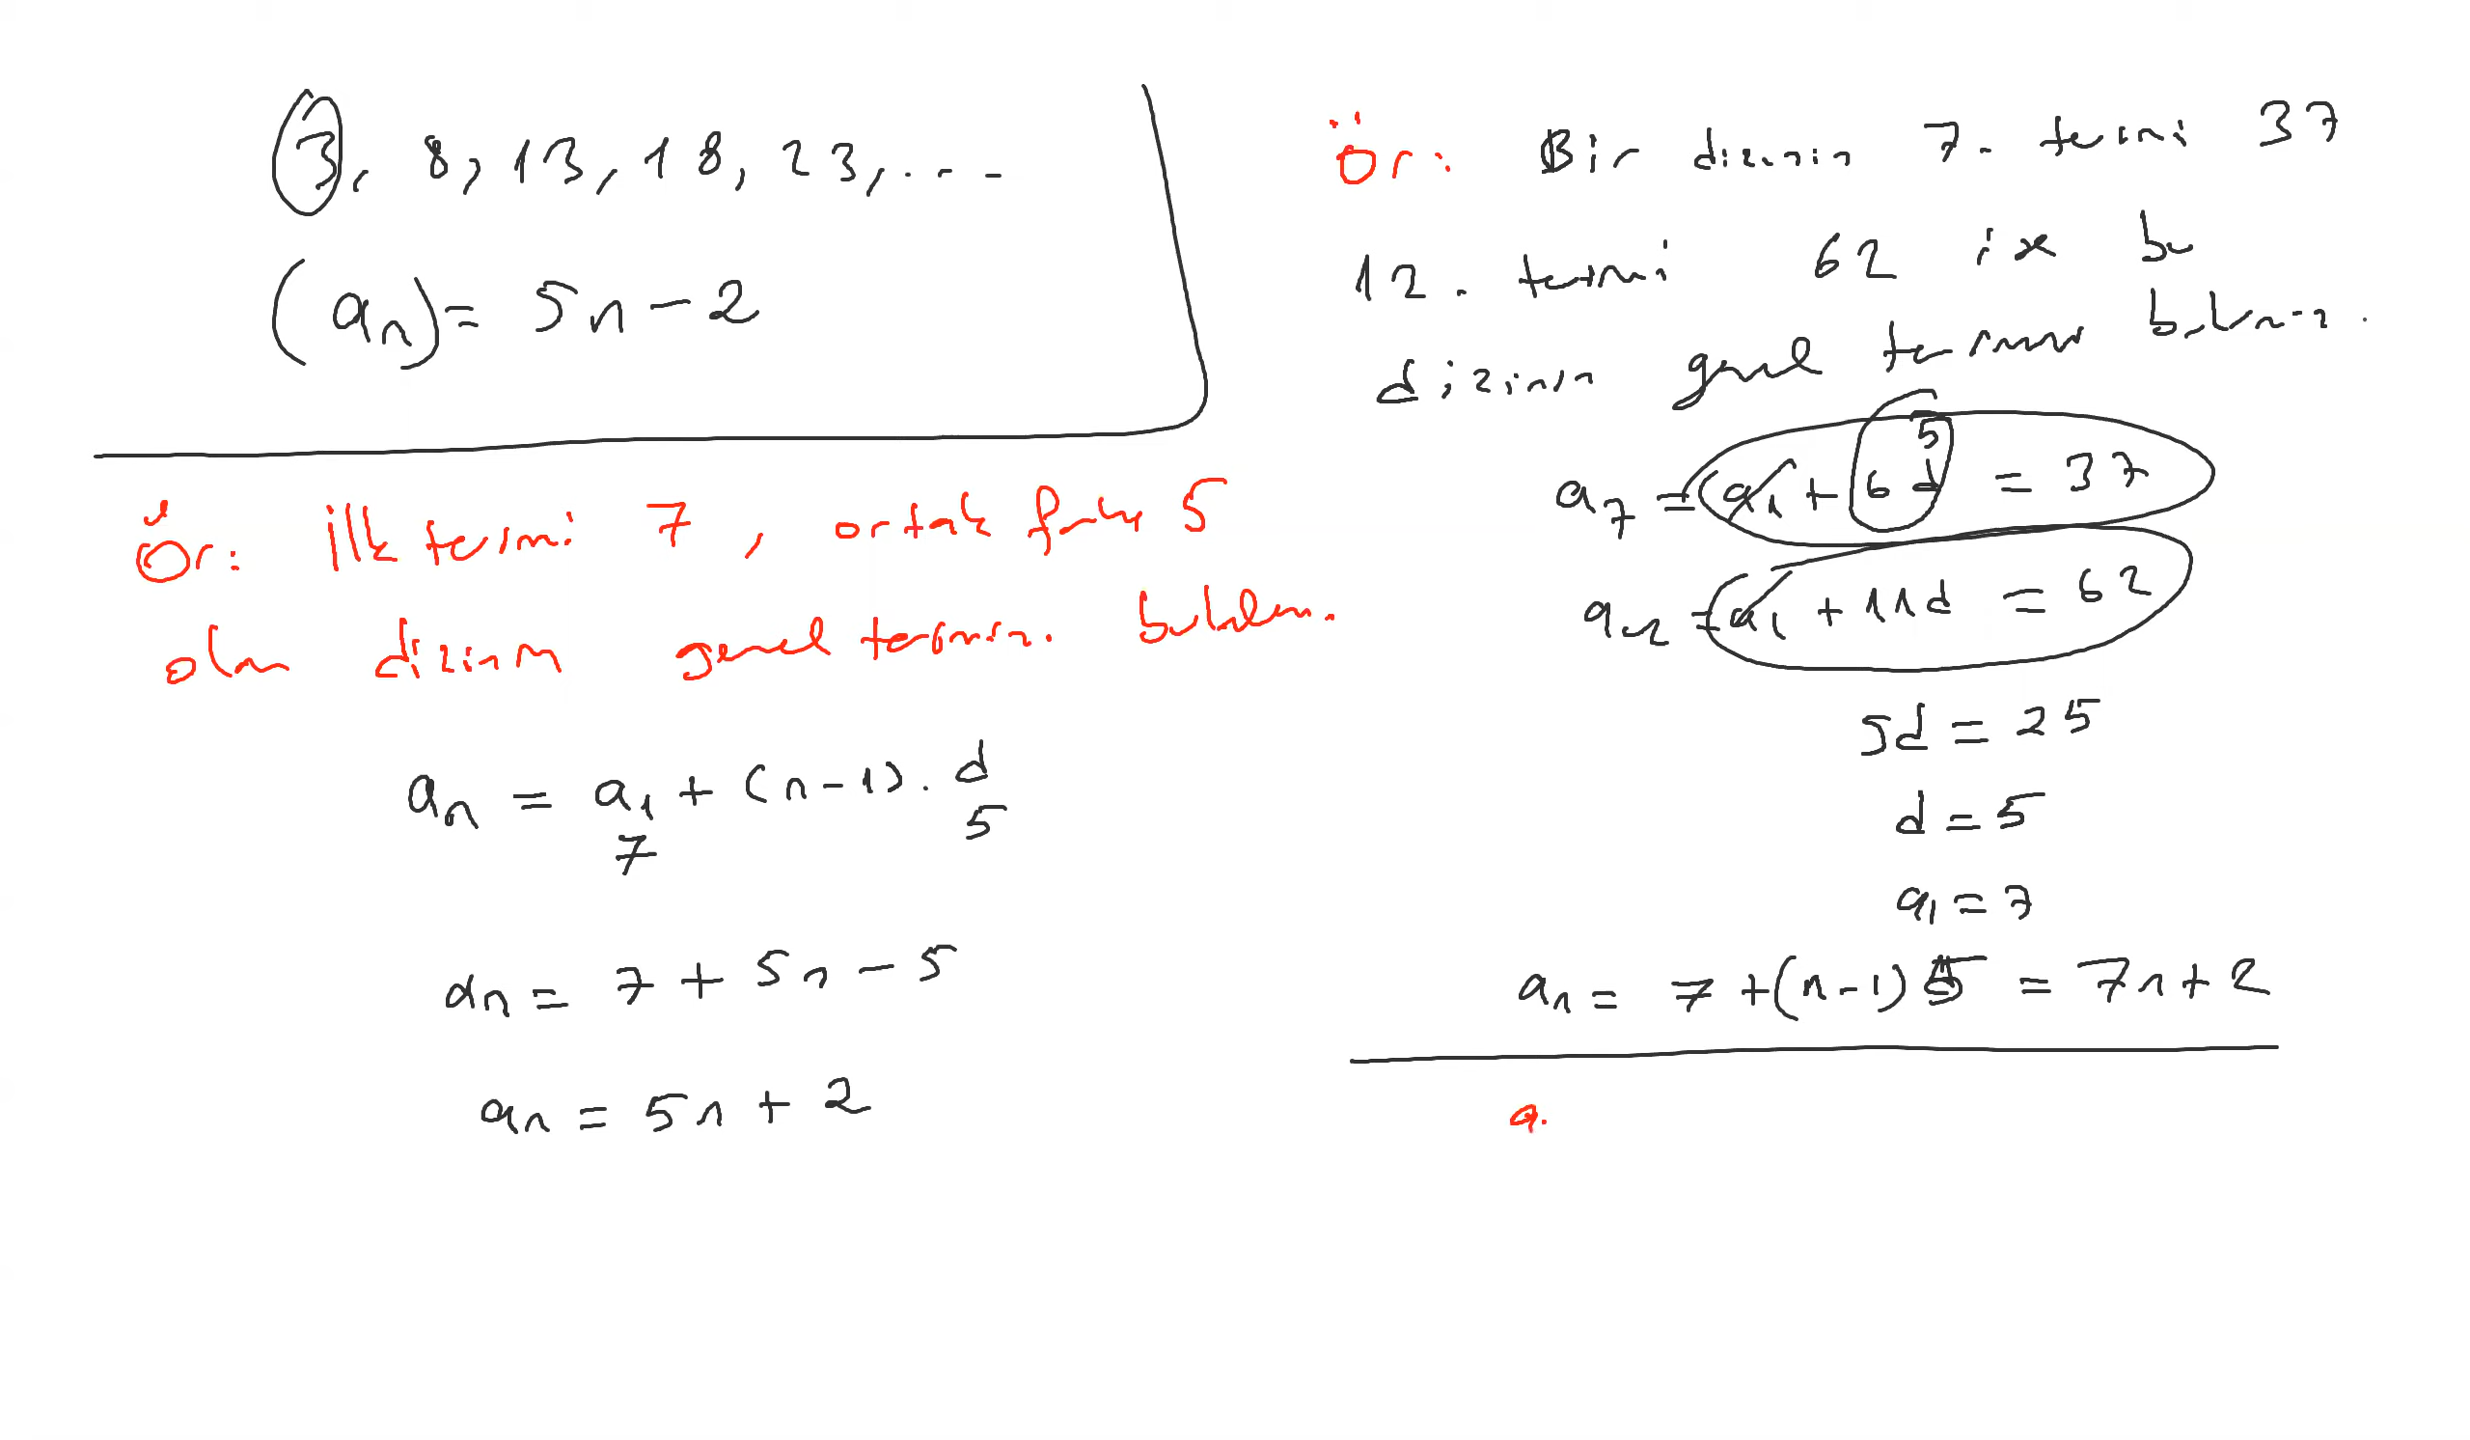 3, 8, 13, 18, 23, . . .
(an) = 5n - 2
Ör: İlk terimi 7, ortak farkı 5
olan dizinin genel terimini bulalım.
an = a1 + (n-1) . d
7 5
an = 7 + 5n - 5
an = 5n + 2
Ör: Bir dizinin 7. terimi 37
12. terimi 62 ise bu
dizinin genel terimini bulunuz.
5
a7 = a1 + 6d = 37
a12 = a1 + 11d = 62
5d = 25
d = 5
a1 = 7
an = 7 + (n-1) 5 = 7n + 2
a.